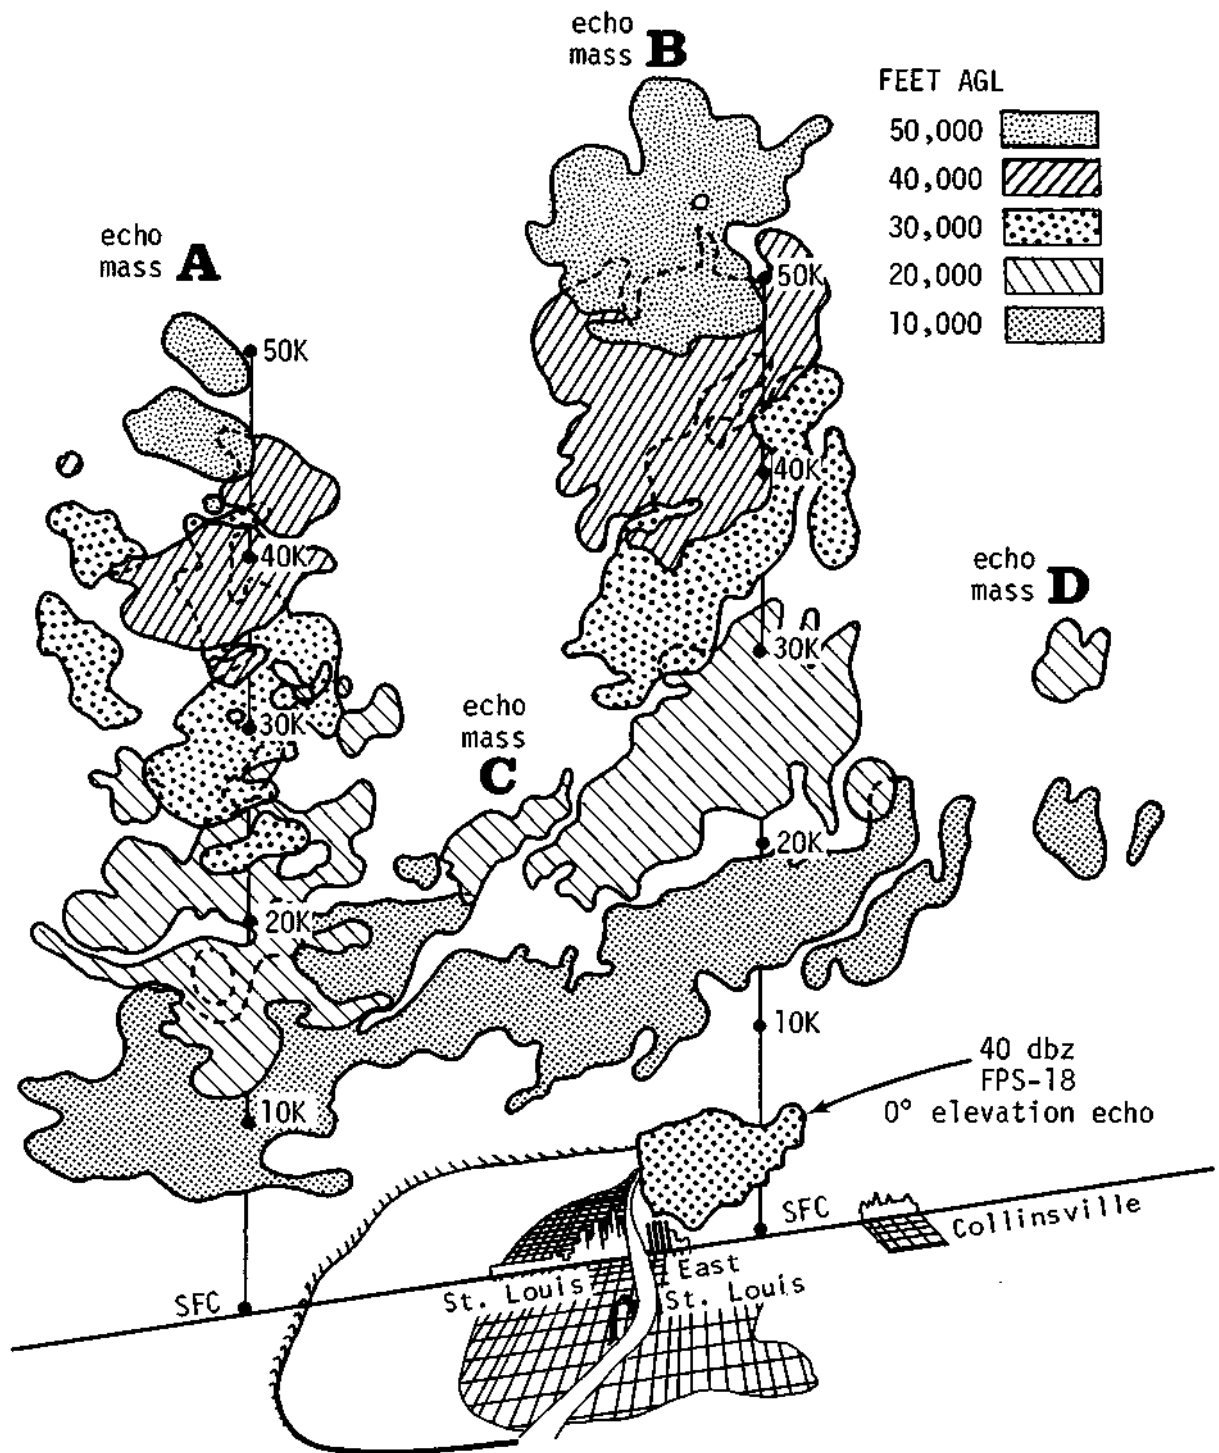 echo
mass B
FEET AGL
50,000
40,000
30,000
20,000
10,000
echo
mass A
50K
40K
30K
20K
10K
SFC
50K
40K
30K
20K
10K
SFC
echo
mass
C
echo
mass D
40 dbz
FPS-18
0° elevation echo
Collinsville
East
St. Louis
St. Louis